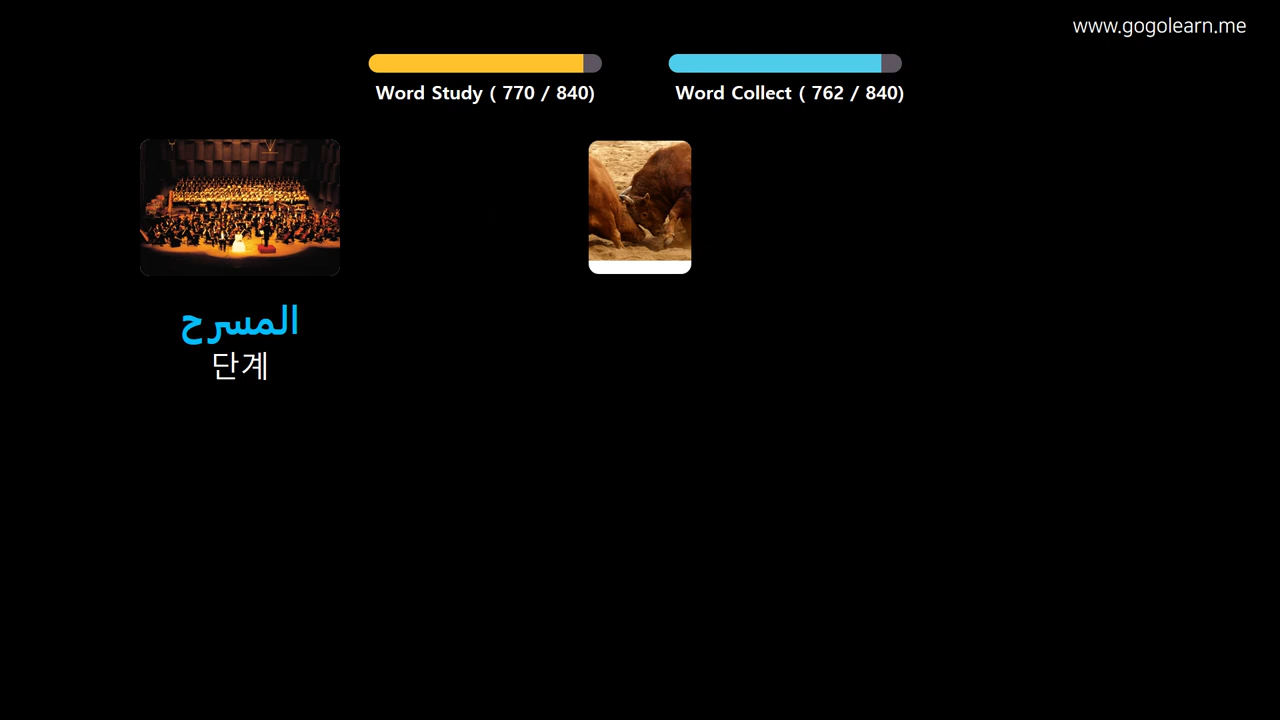 www.gogolearn.me
Word Study ( 770 / 840)
Word Collect ( 762 / 840)
المسرح
단계